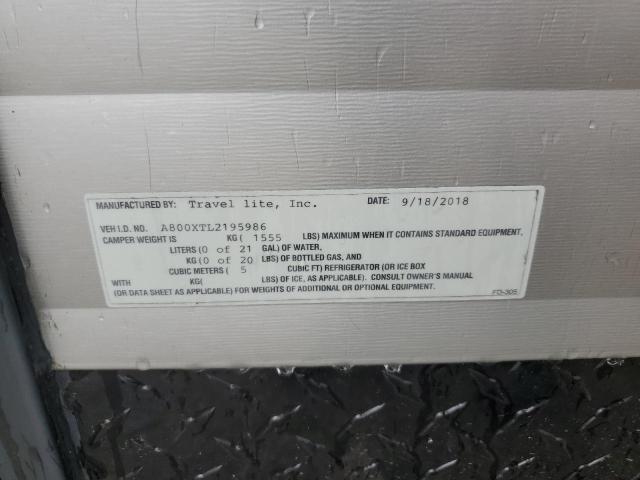 MANUFACTURED BY: Travel lite, Inc. DATE: 9/18/2018
VEH I.D. NO. A800XTL2195986
CAMPER WEIGHT IS KG( 1555 LBS) MAXIMUM WHEN IT CONTAINS STANDARD EQUIPMENT,
LITERS(0 of 21 GAL) OF WATER,
KG(0 of 20 LBS) OF BOTTLED GAS, AND
CUBIC METERS( 5 CUBIC FT) REFRIGERATOR (OR ICE BOX
WITH KG( LBS) OF ICE, AS APPLICABLE). CONSULT OWNER'S MANUAL
(OR DATA SHEET AS APPLICABLE) FOR WEIGHTS OF ADDITIONAL OR OPTIONAL EQUIPMENT.
FD-305